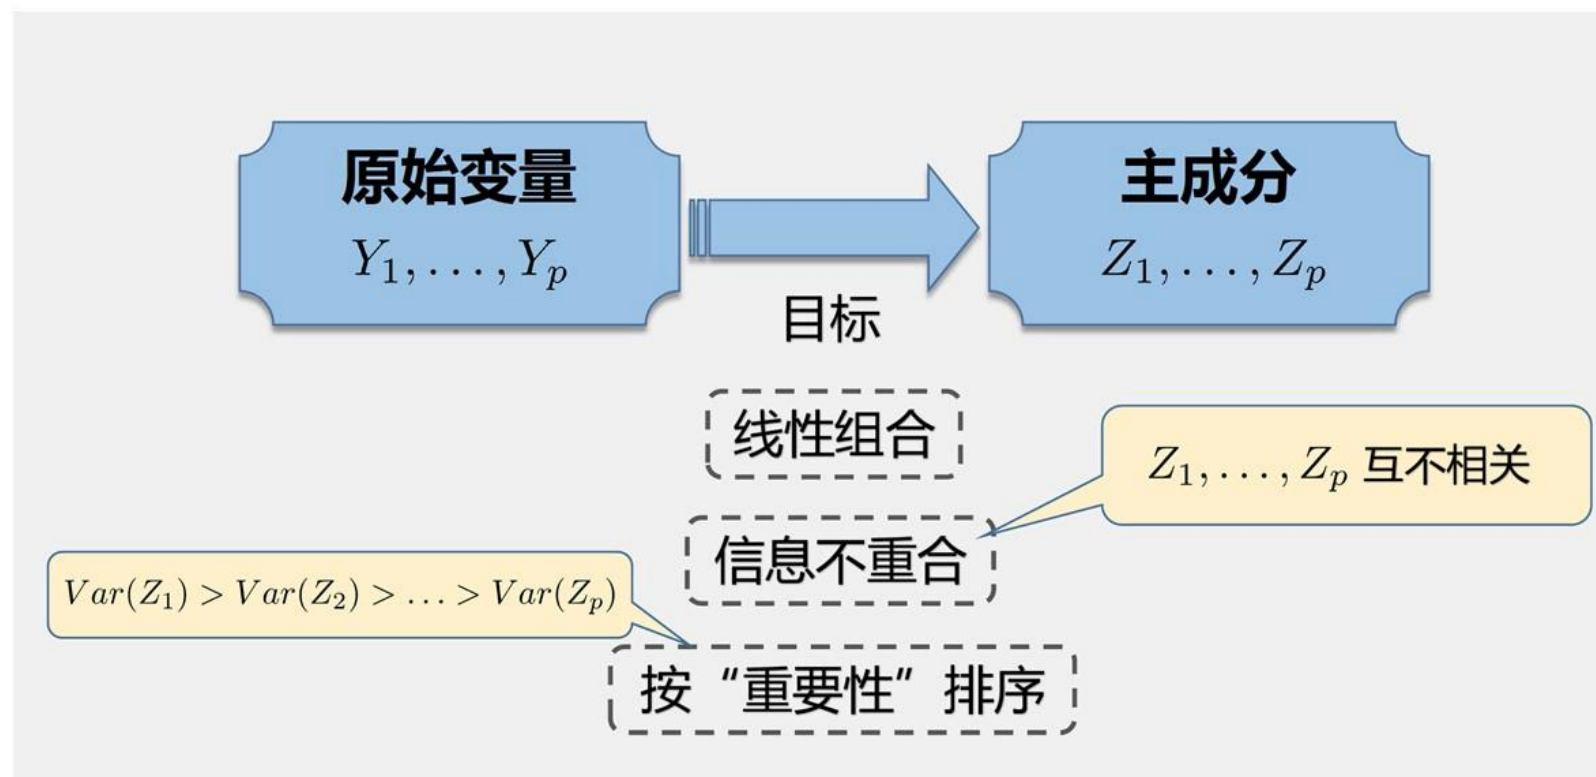 原始变量
Y_1, . . . , Y_p
主成分
Z_1, . . . , Z_p
目标
线性组合
Z_1, . . . , Z_p 互不相关
信息不重合
Var(Z_1) > Var(Z_2) > . . . > Var(Z_p)
按“重要性”排序